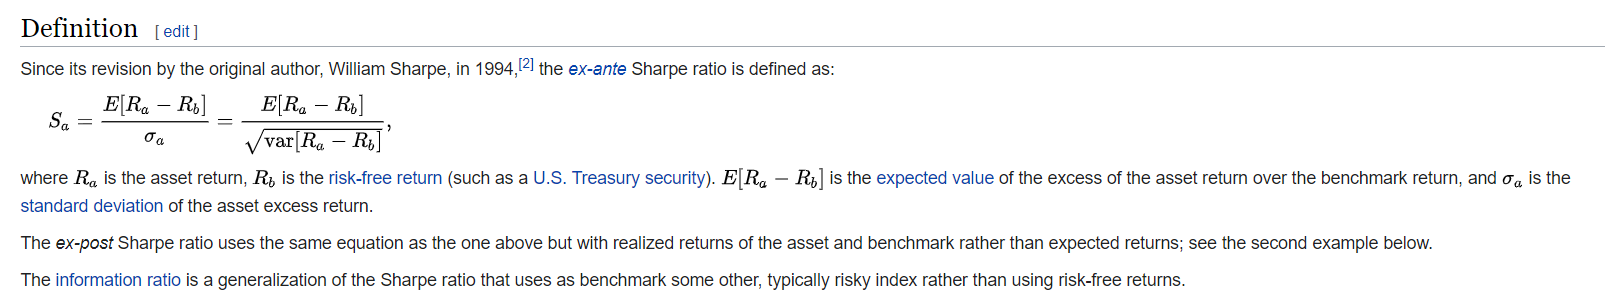 Definition [ edit ]
Since its revision by the original author, William Sharpe, in 1994,[2] the ex-ante Sharpe ratio is defined as:
S_a = E[R_a − R_b] / σ_a = E[R_a − R_b] / √var[R_a − R_b],
where R_a is the asset return, R_b is the risk-free return (such as a U.S. Treasury security). E[R_a − R_b] is the expected value of the excess of the asset return over the benchmark return, and σ_a is the
standard deviation of the asset excess return.
The ex-post Sharpe ratio uses the same equation as the one above but with realized returns of the asset and benchmark rather than expected returns; see the second example below.
The information ratio is a generalization of the Sharpe ratio that uses as benchmark some other, typically risky index rather than using risk-free returns.